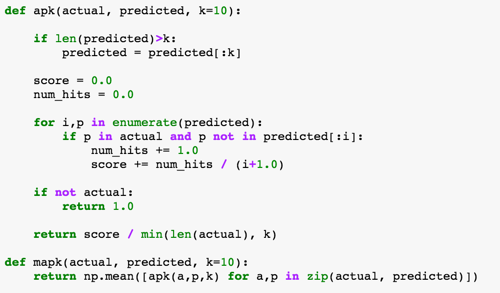 def apk(actual, predicted, k=10):
    if len(predicted)>k:
        predicted = predicted[:k]
    score = 0.0
    num_hits = 0.0
    for i,p in enumerate(predicted):
        if p in actual and p not in predicted[:i]:
            num_hits += 1.0
            score += num_hits / (i+1.0)
    if not actual:
        return 1.0
    return score / min(len(actual), k)
def mapk(actual, predicted, k=10):
    return np.mean([apk(a,p,k) for a,p in zip(actual, predicted)])